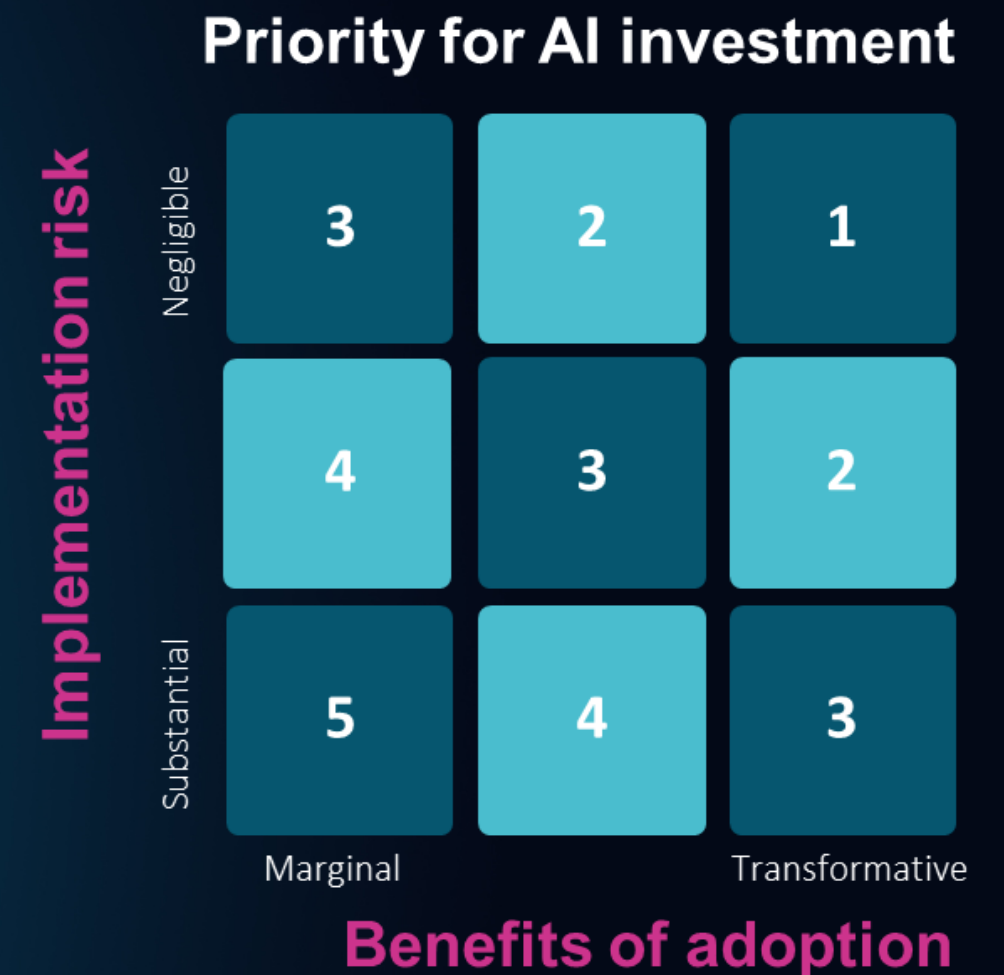 Priority for AI investment
Implementation risk
Negligible
3 2 1
4 3 2
Substantial
5 4 3
Marginal Transformative
Benefits of adoption